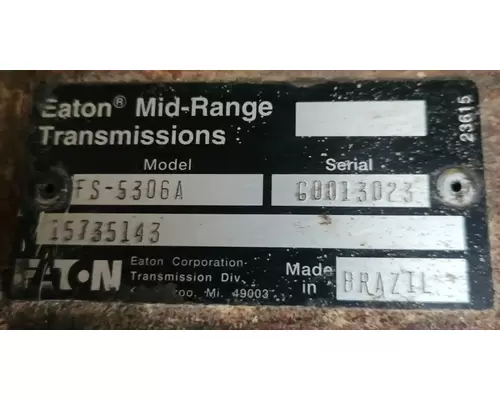 Eaton® Mid-Range
Transmissions
23615
Model
Serial
FS-5306A
G0013023
15735143
EATON
Eaton Corporation
Transmission Div.
Mi. 49003
Made in
BRAZIL